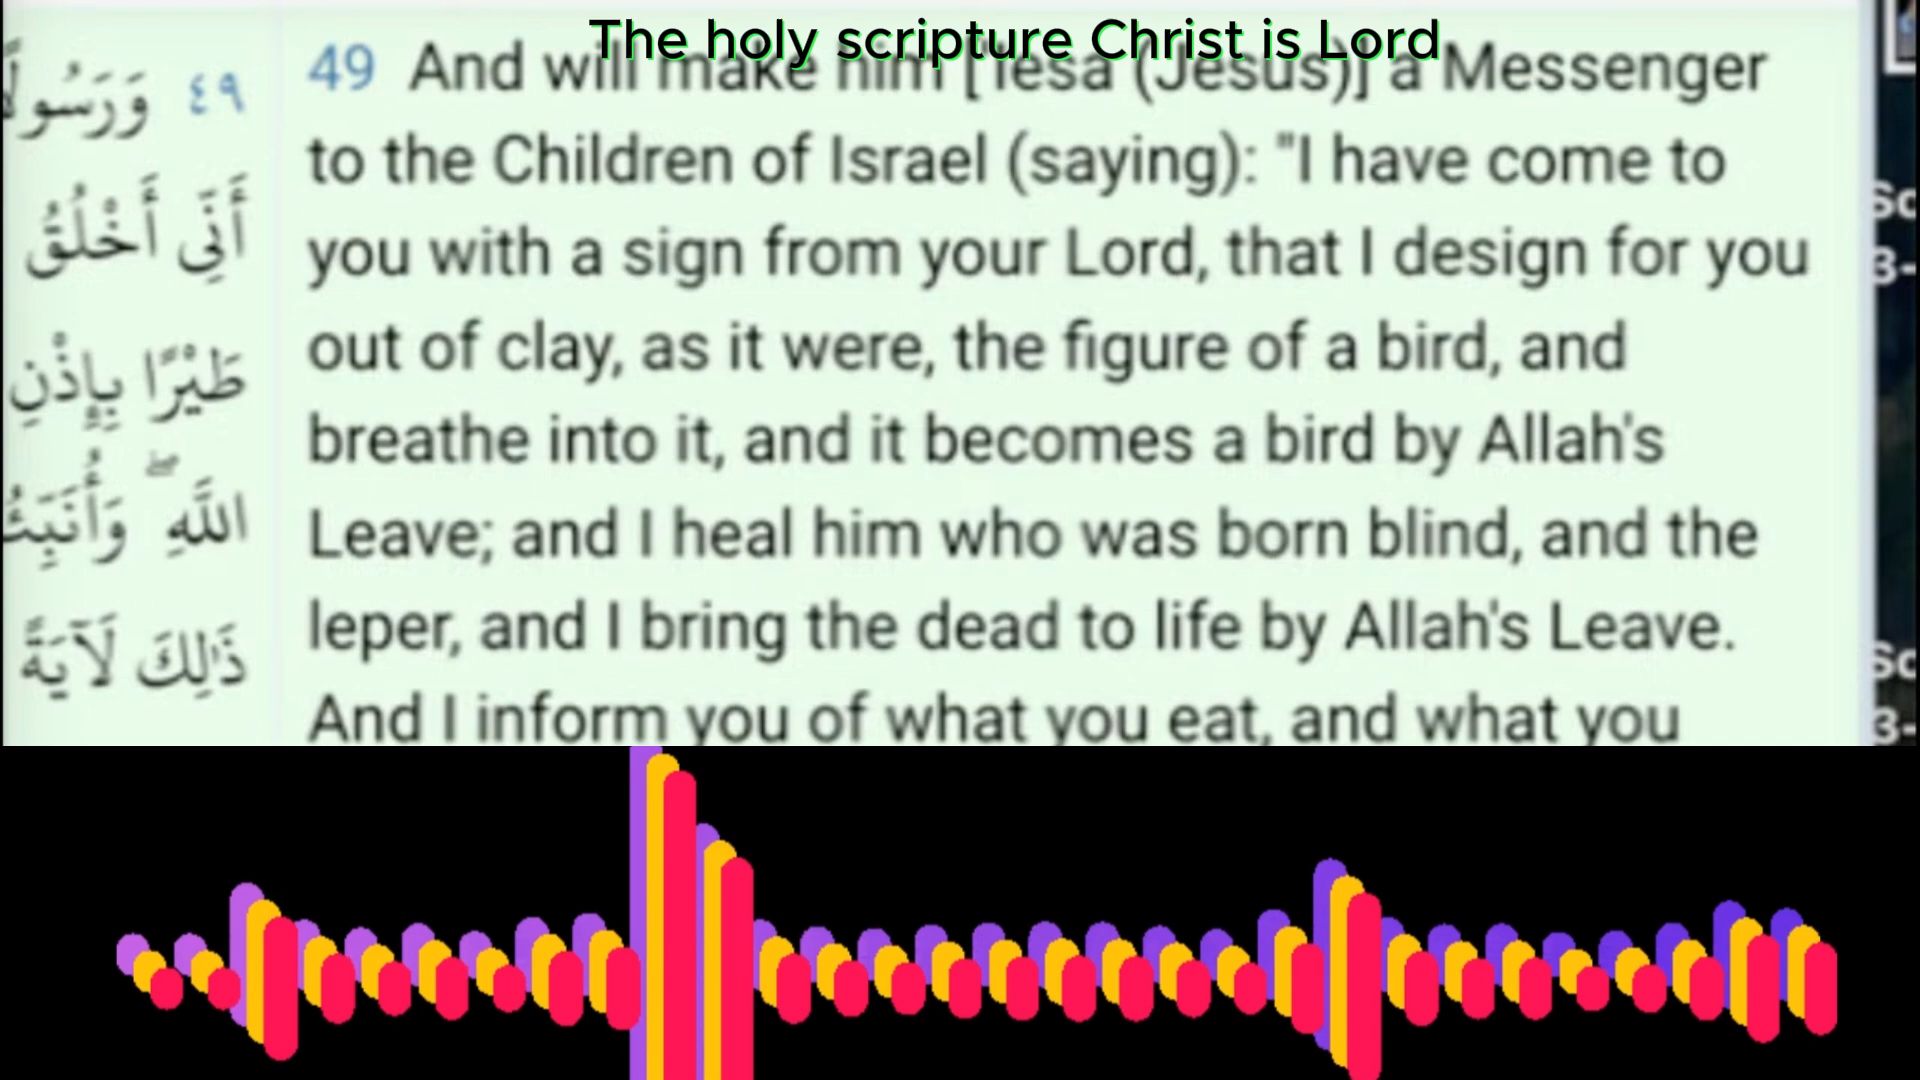 The holy scripture Christ is Lord
49 And will make him ['Iesa (Jesus)] a Messenger
to the Children of Israel (saying): "I have come to
you with a sign from your Lord, that I design for you
out of clay, as it were, the figure of a bird, and
breathe into it, and it becomes a bird by Allah's
Leave; and I heal him who was born blind, and the
leper, and I bring the dead to life by Allah's Leave.
And I inform you of what you eat, and what you
٤٩ وَرَسُولًا
أَنِّي أَخْلُقُ
طَيْرًا بِإِذْنِ
اللَّهِ ۖ
ذَٰلِكَ لَآيَةً